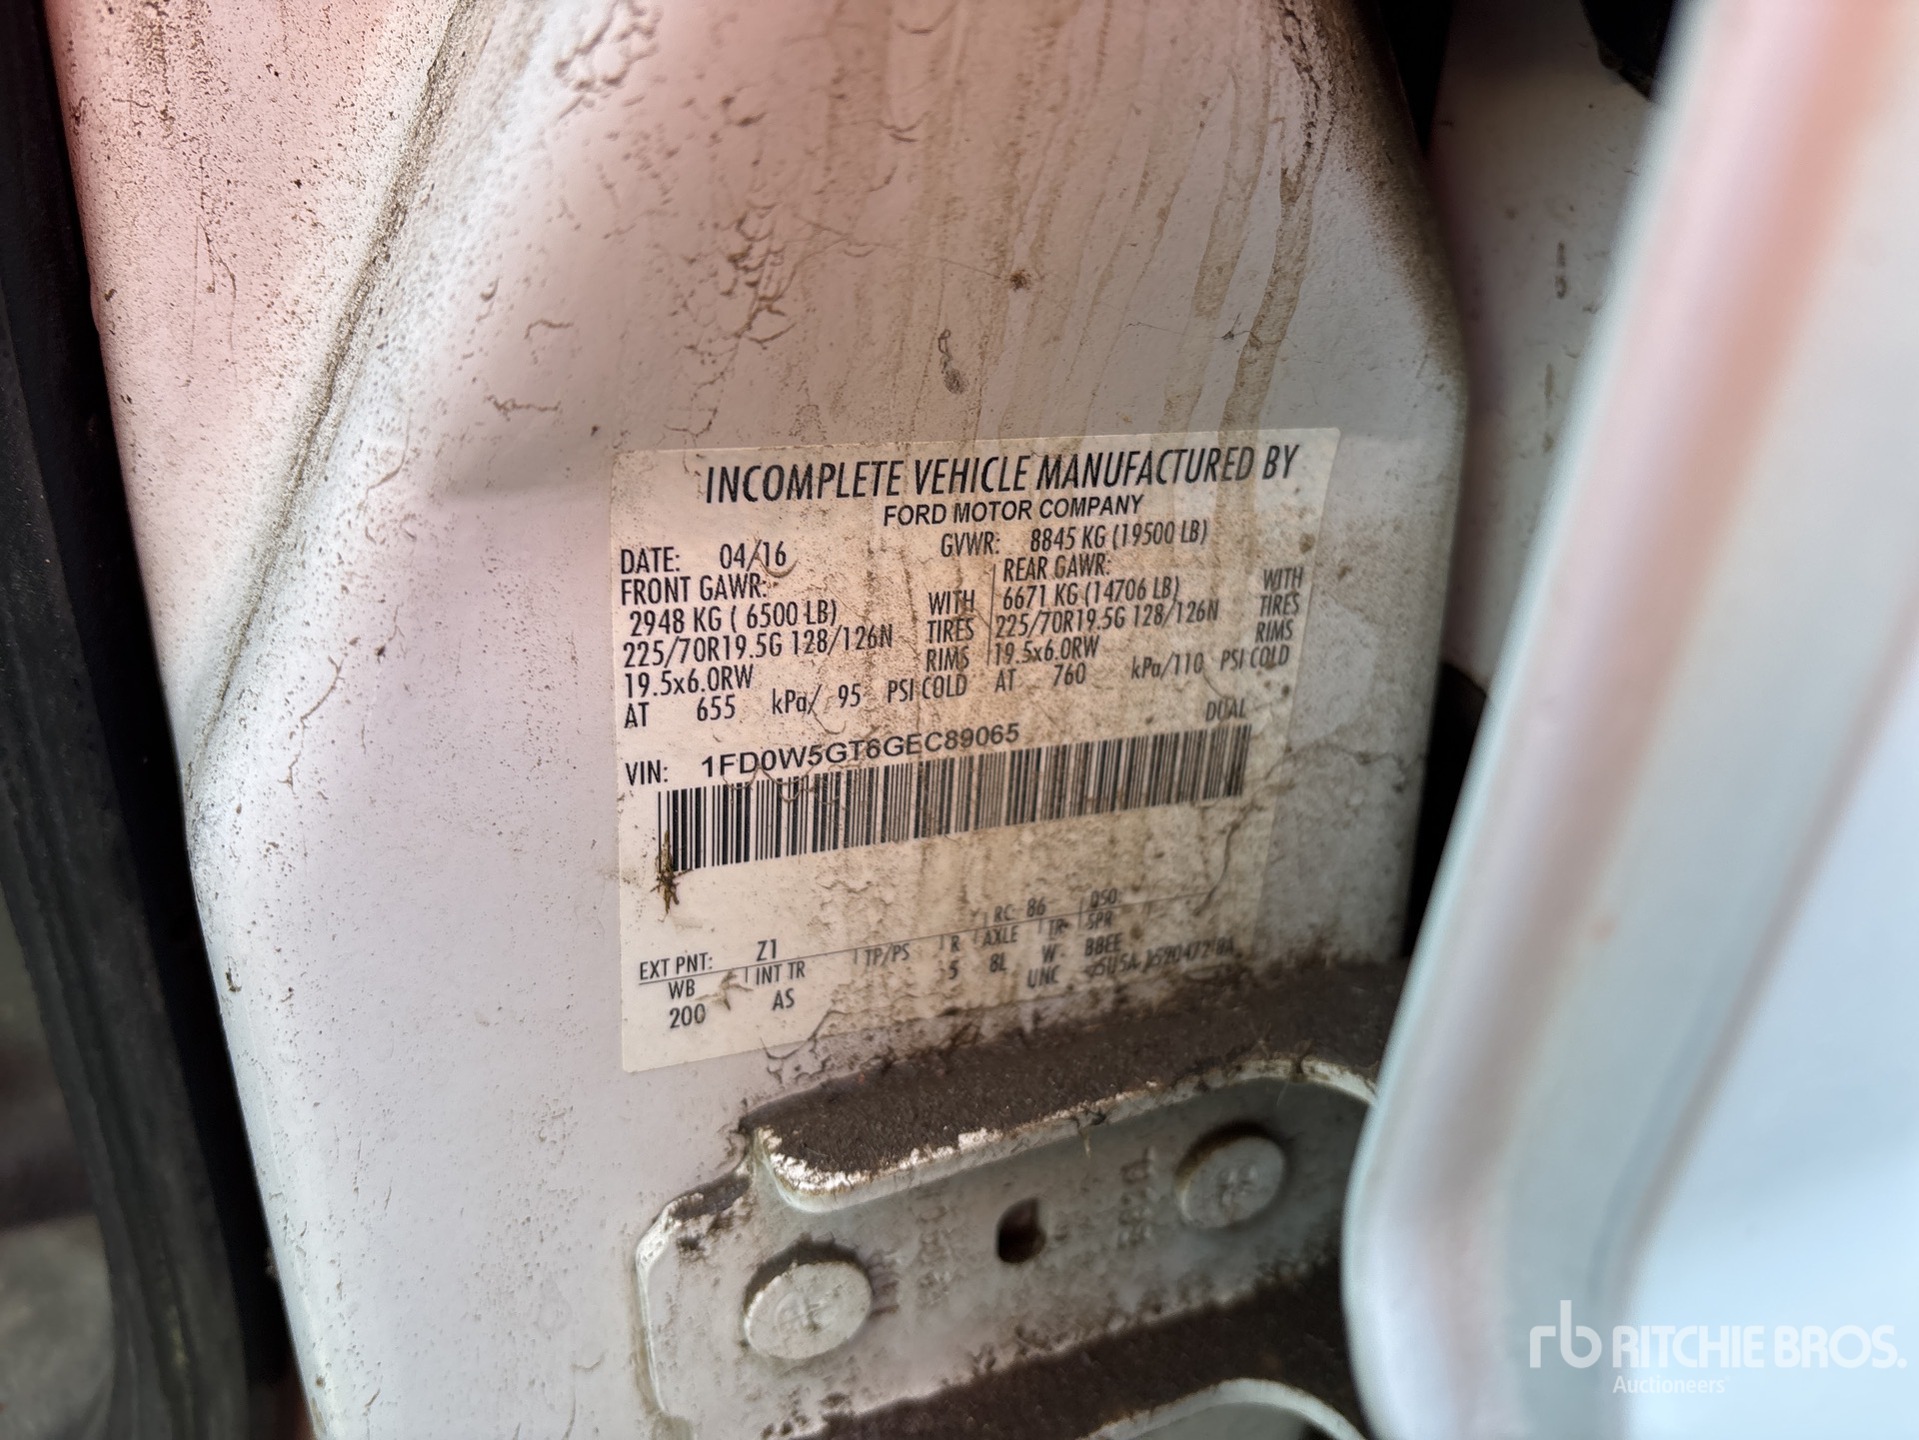 INCOMPLETE VEHICLE MANUFACTURED BY
FORD MOTOR COMPANY
DATE: 04/16 GVWR: 8845 KG (19500 LB)
FRONT GAWR: REAR GAWR:
2948 KG ( 6500 LB) WITH 6671 KG (14706 LB) WITH
225/70R19.5G 128/126N TIRES 225/70R19.5G 128/126N TIRES
19.5x6.0RW RIMS 19.5x6.0RW RIMS
AT 655 kPa/ 95 PSI COLD AT 760 kPa/110 PSI COLD
DUAL
VIN: 1FD0W5GT6GEC89065
EXT PNT: Z1 RC: 86 DSO:
WB INT TR TP/PS R AXLE TR SPR
200 AS 5 8L W BBEE
UNC
rb RITCHIE BROS.
Auctioneers